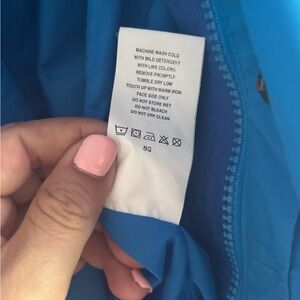 MACHINE WASH COLD
WITH MILD DETERGENT
WITH LIKE COLORS
REMOVE PROMPTLY
TUMBLE DRY LOW
TOUCH UP WITH WARM IRON
FACE SIDE ONLY
DO NOT STORE WET
DO NOT BLEACH
DO NOT DRY CLEAN
BG